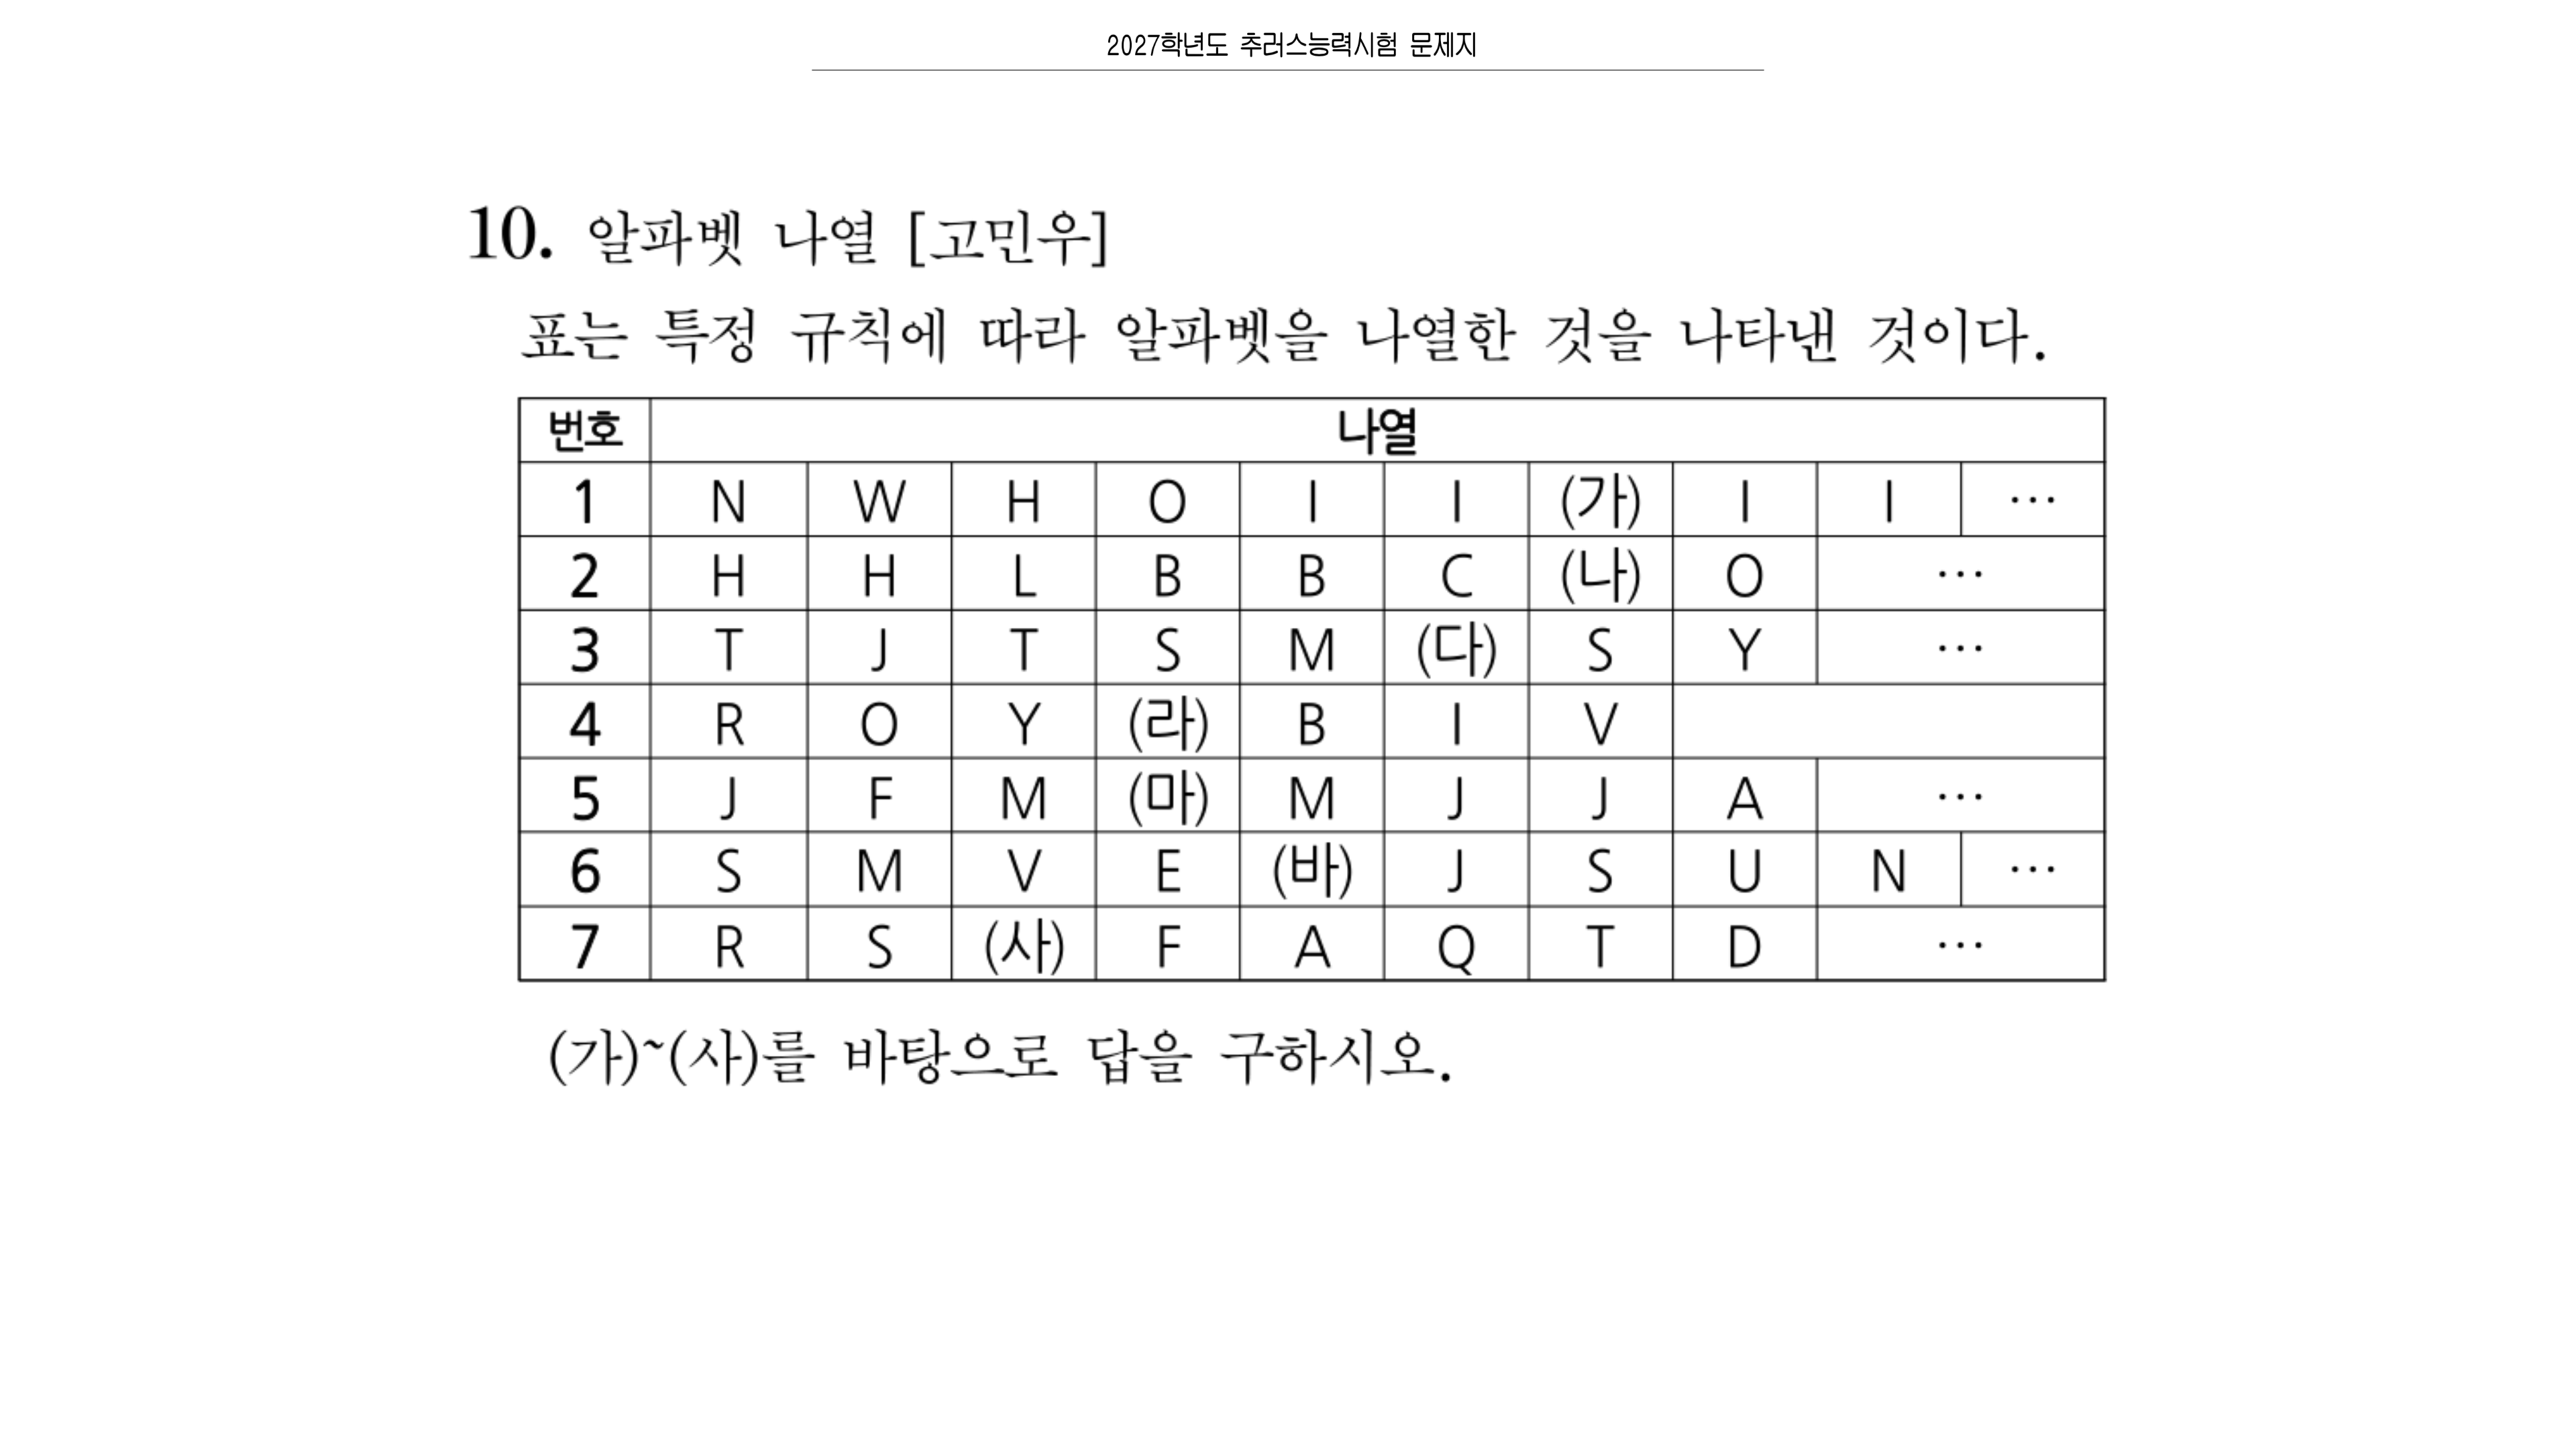 2027학년도 추러스능력시험 문제지
10. 알파벳 나열 [고민우]
표는 특정 규칙에 따라 알파벳을 나열한 것을 나타낸 것이다.
번호 나열
1 N W H O I I (가) I I …
2 H H L B B C (나) O …
3 T J T S M (다) S Y …
4 R O Y (라) B I V
5 J F M (마) M J J A …
6 S M V E (바) J S U N …
7 R S (사) F A Q T D …
(가)~(사)를 바탕으로 답을 구하시오.